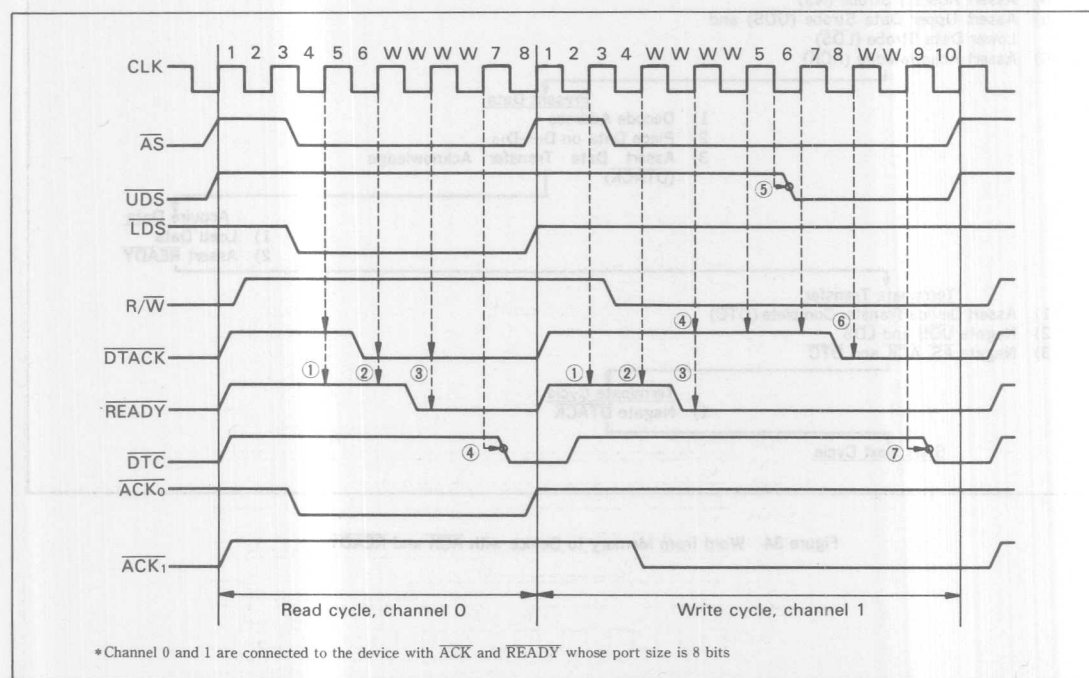 1 2 3 4 5 6 W W W W 7 8 1 2 3 4 W W W W 5 6 7 8 W W 9
CLK
AS
UDS
⑤
LDS
R/W
④ ⑥
DTACK
① ② ③ ① ② ③
READY
④ ⑦
DTC
ACK0
ACK1
Read cycle, channel 0 Write cycle, channel 1
*Channel 0 and 1 are connected to the device with ACK and READY whose port size is 8 bits